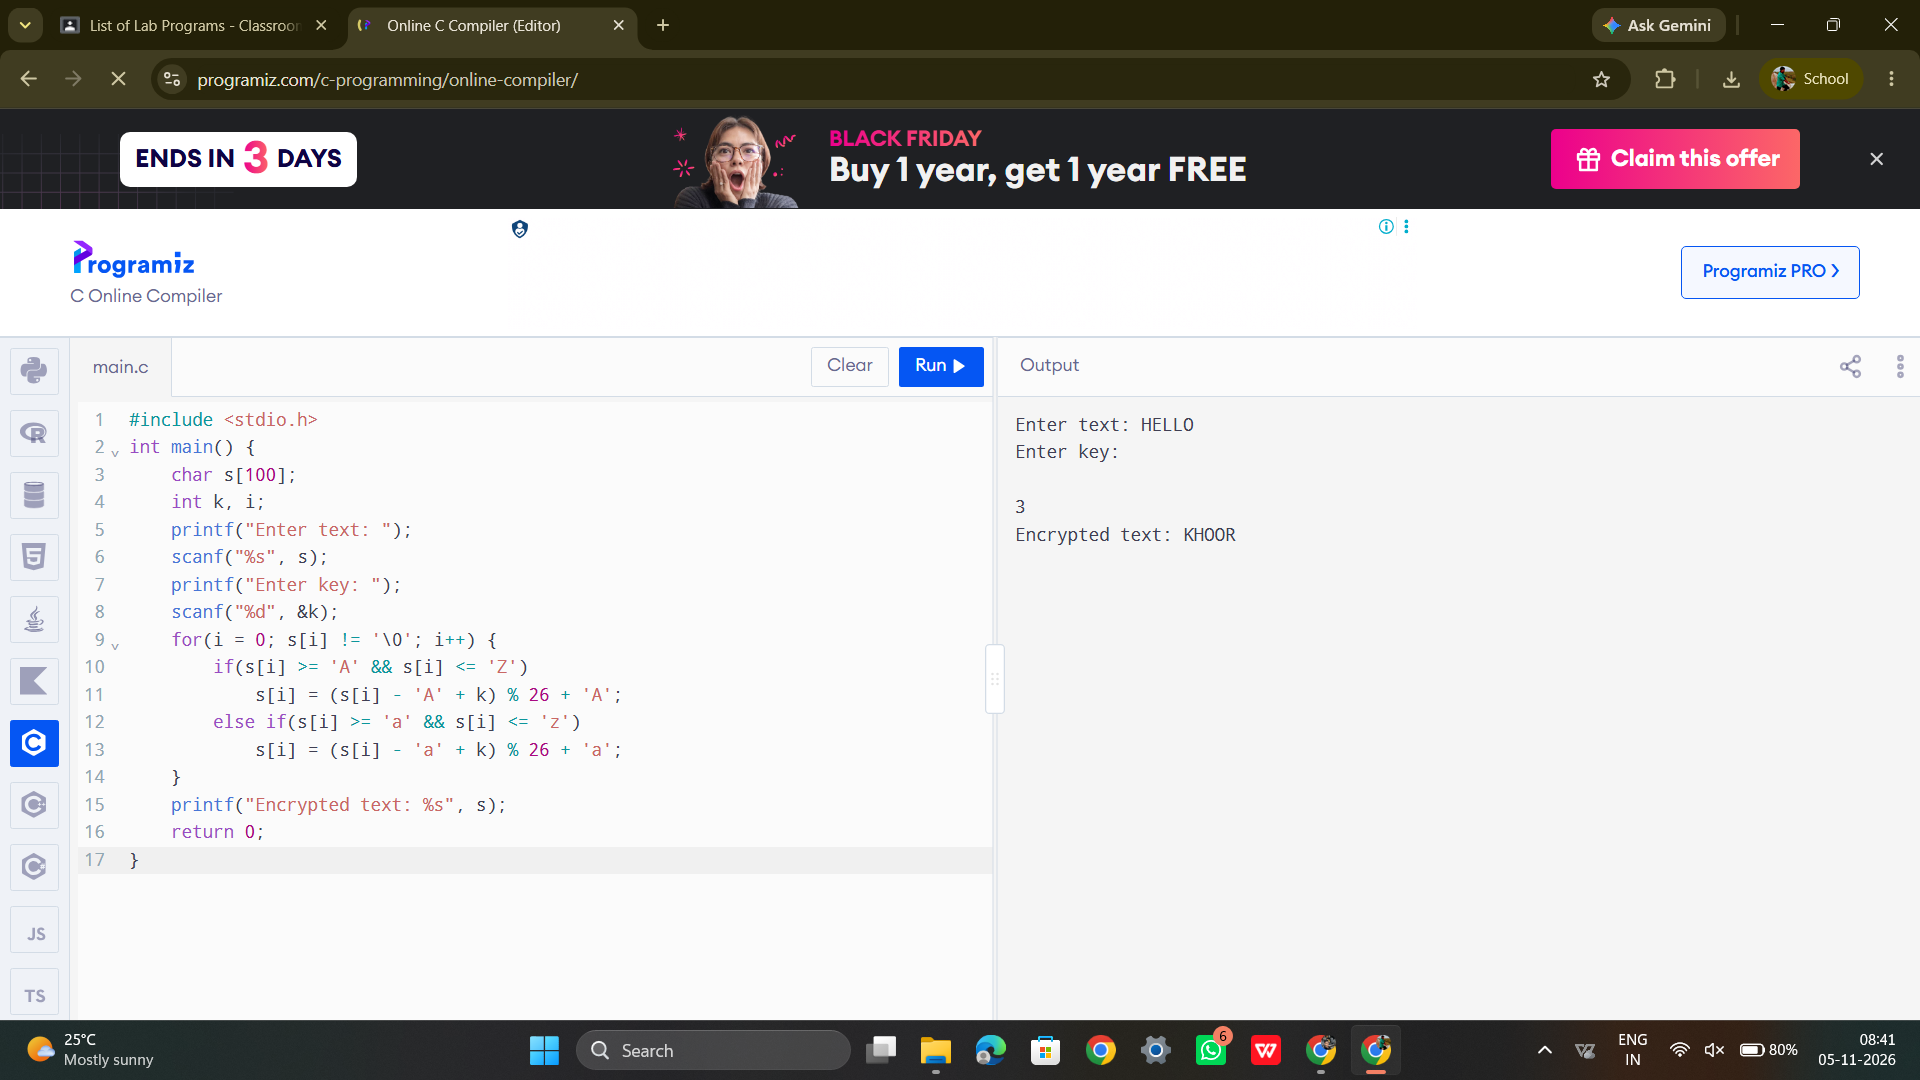 List of Lab Programs - Classroom
Online C Compiler (Editor)
Ask Gemini
programiz.com/c-programming/online-compiler/
School
ENDS IN 3 DAYS
BLACK FRIDAY
Buy 1 year, get 1 year FREE
Claim this offer
Programiz
C Online Compiler
Programiz PRO
main.c
Clear
Run
Output
1 #include <stdio.h>
2 int main() {
3 char s[100];
4 int k, i;
5 printf("Enter text: ");
6 scanf("%s", s);
7 printf("Enter key: ");
8 scanf("%d", &k);
9 for(i = 0; s[i] != '\0'; i++) {
10 if(s[i] >= 'A' && s[i] <= 'Z')
11 s[i] = (s[i] - 'A' + k) % 26 + 'A';
12 else if(s[i] >= 'a' && s[i] <= 'z')
13 s[i] = (s[i] - 'a' + k) % 26 + 'a';
14 }
15 printf("Encrypted text: %s", s);
16 return 0;
17 }
Enter text: HELLO
Enter key:
3
Encrypted text: KHOOR
JS
TS
25°C
Mostly sunny
Search
6
ENG
IN
80%
08:41
05-11-2026